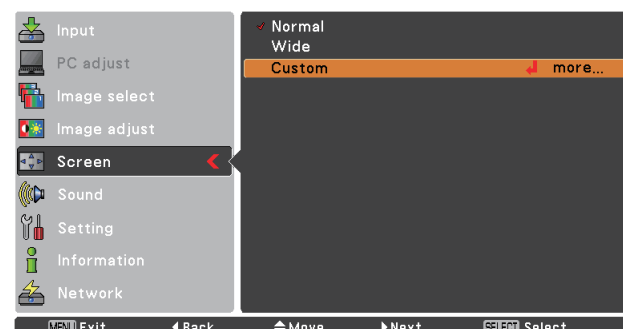 Input
PC adjust
Image select
Image adjust
Screen
Sound
Setting
Information
Network
Normal
Wide
Custom more...
MENU Exit Back Move Next SELECT Select